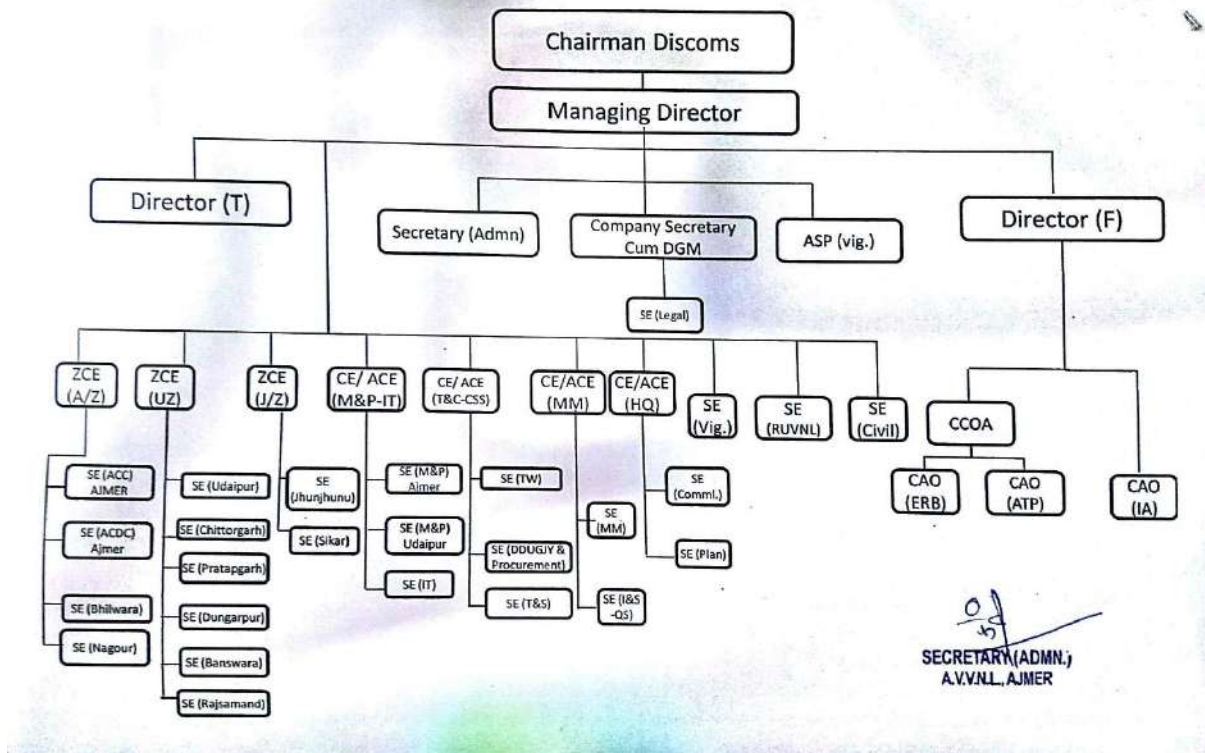 Chairman Discoms
Managing Director
Director (T)
Secretary (Admn)
Company Secretary
Cum DGM
ASP (vig.)
Director (F)
SE (Legal)
ZCE
(A/Z)
ZCE
(UZ)
ZCE
(J/Z)
CE/ ACE
(M&P-IT)
CE/ ACE
(T&C-CSS)
CE/ACE
(MM)
CE/ACE
(HQ)
SE
(Vig.)
SE
(RUVNL)
SE
(Civil)
CCOA
CAO
(ERB)
CAO
(ATP)
CAO
(IA)
SE (ACC)
AJMER
SE (ACDC)
Ajmer
SE (Bhilwara)
SE (Nagour)
SE (Udaipur)
SE (Chittorgarh)
SE (Pratapgarh)
SE (Dungarpur)
SE (Banswara)
SE (Rajsamand)
SE
(Jhunjhunu)
SE (Sikar)
SE (M&P)
Ajmer
SE (M&P)
Udaipur
SE (IT)
SE (TW)
SE (DDUGJY &
Procurement)
SE (T&S)
SE
(MM)
SE (I&S
-QS)
SE
(Comml.)
SE (Plan)
SECRETARY (ADMN.)
A.V.V.N.L., AJMER